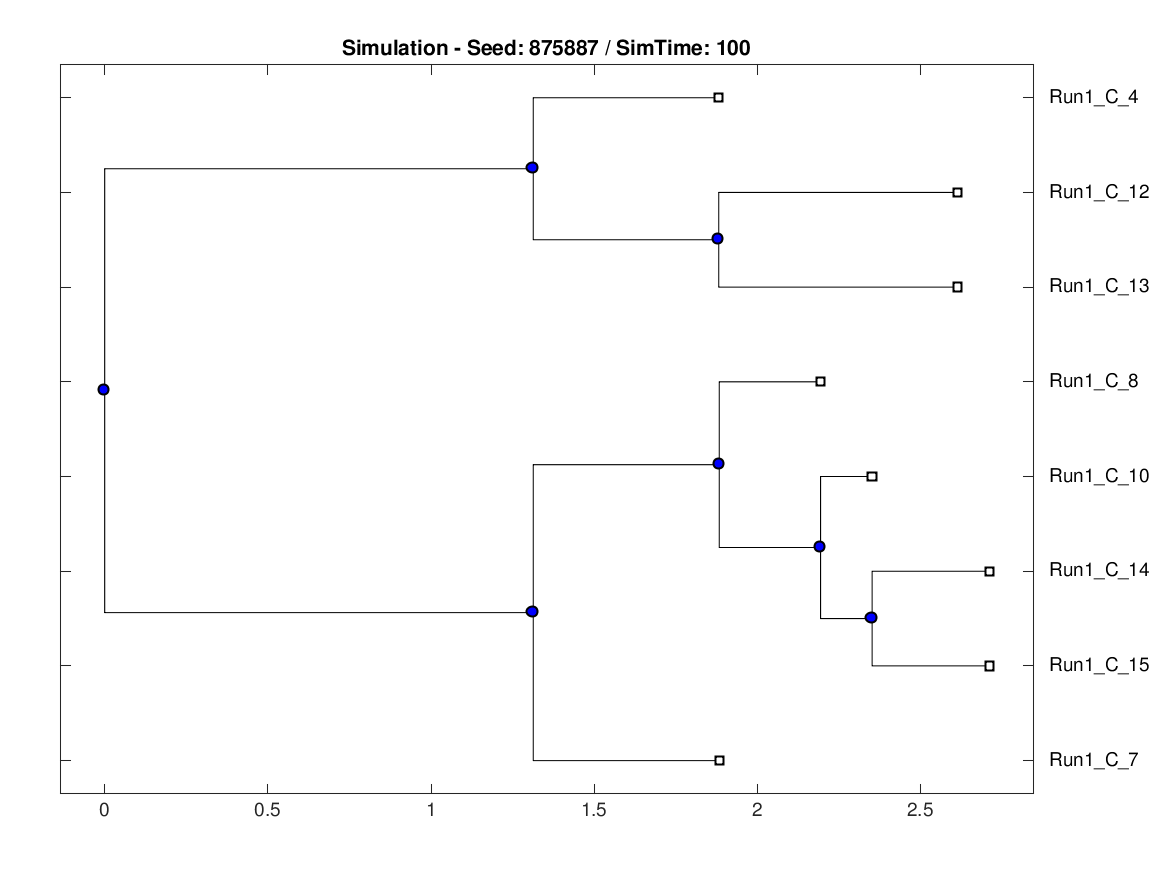 Simulation - Seed: 875887 / SimTime: 100
Run1_C_4
Run1_C_12
Run1_C_13
Run1_C_8
Run1_C_10
Run1_C_14
Run1_C_15
Run1_C_7
0 0.5 1 1.5 2 2.5